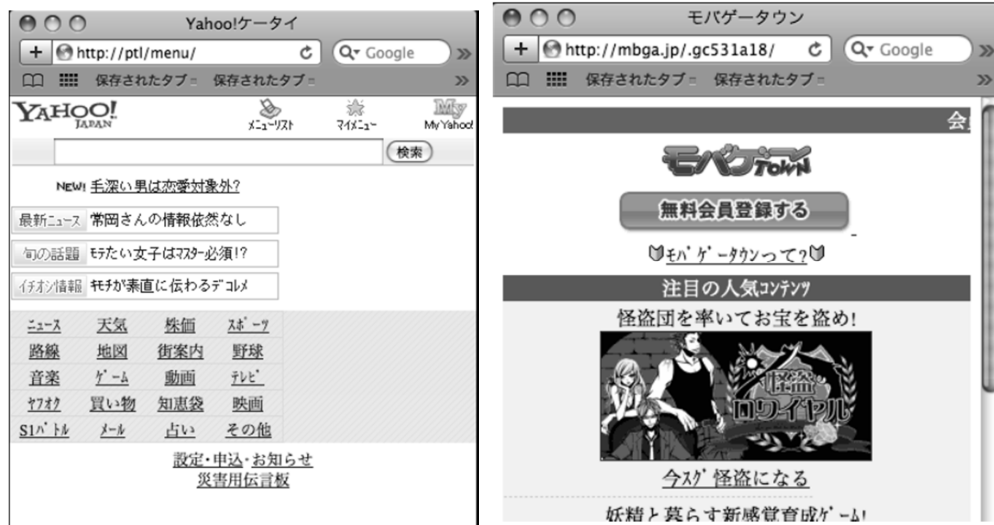 Yahoo!ケータイ
http://ptl/menu/
Google
保存されたタブ 保存されたタブ
YAHOO!
JAPAN
ﾒﾆｭｰﾘｽﾄ
ﾏｲﾒﾆｭｰ
My
My Yahoo!
検索
NEW! 毛深い男は恋愛対象外?
最新ﾆｭｰｽ 常岡さんの情報依然なし
旬の話題 ﾓﾃたい女子はﾏｽﾀｰ必須!?
ｲﾁｵｼ情報 ｷﾓﾁが素直に伝わるﾃﾞｺﾚﾒ
ﾆｭｰｽ 天気 株価 ｽﾎﾟｰﾂ
路線 地図 街案内 野球
音楽 ｹﾞｰﾑ 動画 ﾃﾚﾋﾞ
ﾔﾌｵｸ 買い物 知恵袋 映画
S1ﾊﾞﾄﾙ ﾒｰﾙ 占い その他
設定・申込・お知らせ
災害用伝言板
モバゲータウン
http://mbga.jp/.gc531a18/
Google
保存されたタブ 保存されたタブ
モバゲーTOWN
無料会員登録する
ﾓﾊﾞｹﾞｰﾀｳﾝって?
注目の人気ｺﾝﾃﾝﾂ
怪盗団を率いてお宝を盗め!
怪盗
ロワイヤル
今ｽｸﾞ怪盗になる
妖精と暮らす新感覚育成ｹﾞｰﾑ!